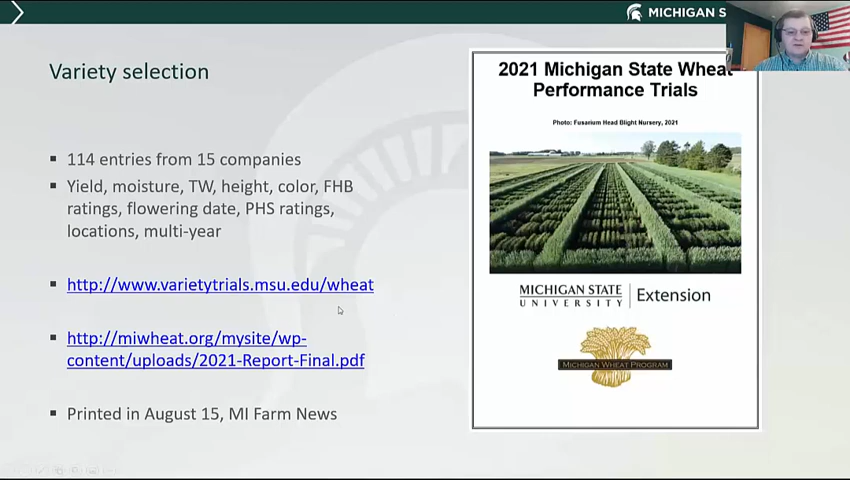 MICHIGAN S
Variety selection
114 entries from 15 companies
Yield, moisture, TW, height, color, FHB
ratings, flowering date, PHS ratings,
locations, multi-year
http://www.varietytrials.msu.edu/wheat
http://miwheat.org/mysite/wp-
content/uploads/2021-Report-Final.pdf
Printed in August 15, MI Farm News
2021 Michigan State Wheat
Performance Trials
Photo: Fusarium Head Blight Nursery, 2021
MICHIGAN STATE
UNIVERSITY
Extension
MICHIGAN WHEAT PROGRAM